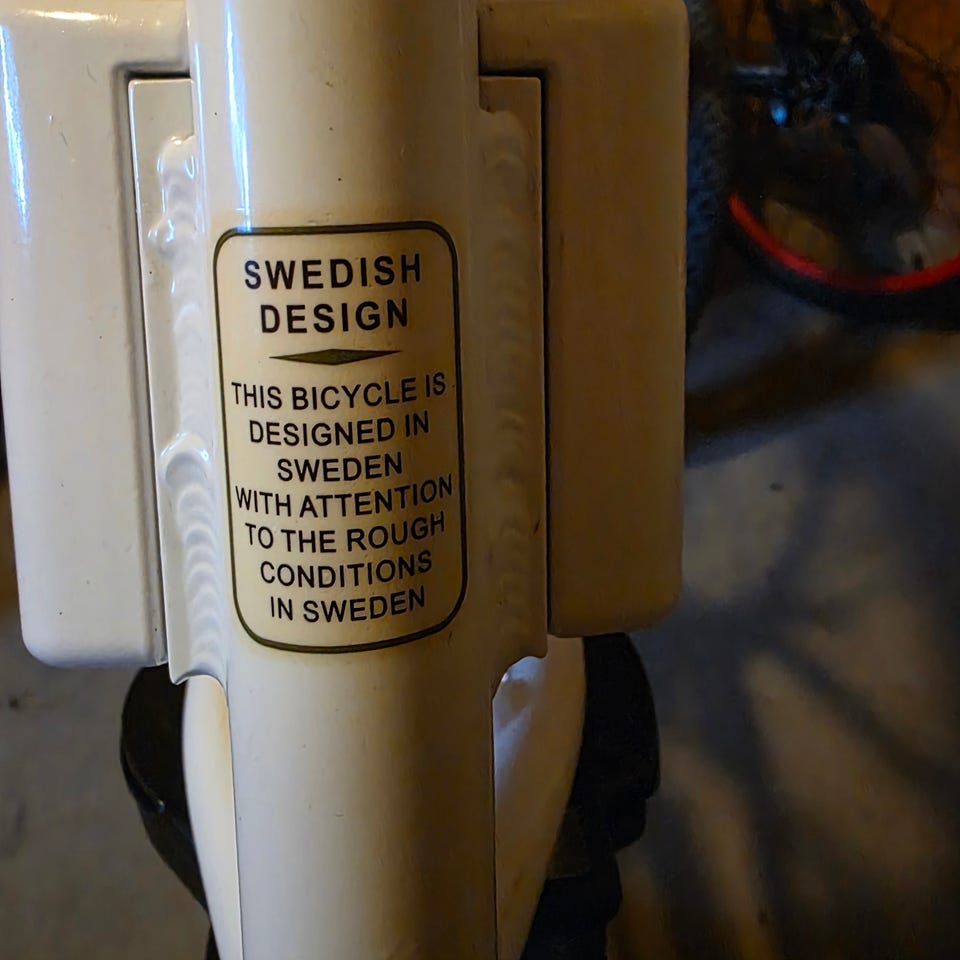 SWEDISH
DESIGN
THIS BICYCLE IS
DESIGNED IN
SWEDEN
WITH ATTENTION
TO THE ROUGH
CONDITIONS
IN SWEDEN